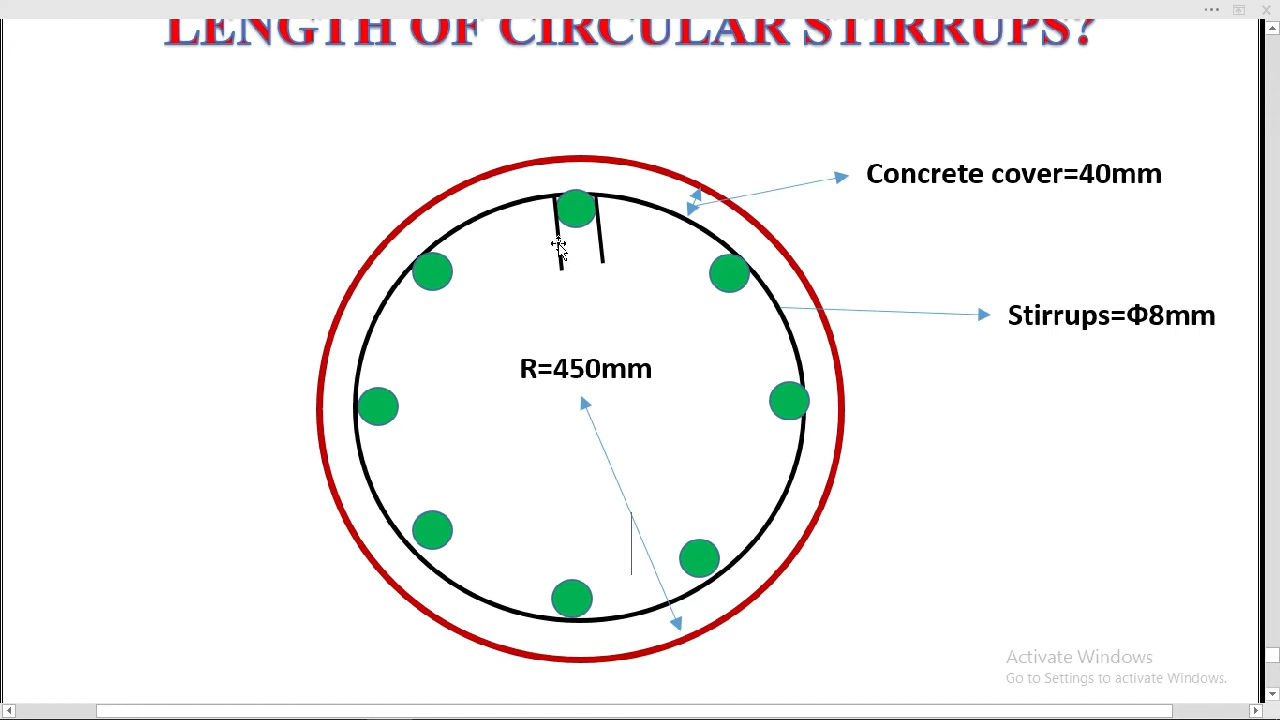 LENGTH OF CIRCULAR STIRRUPS?
Concrete cover=40mm
Stirrups=Φ8mm
R=450mm
Activate Windows
Go to Settings to activate Windows.